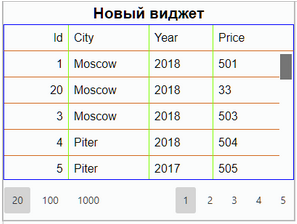 Новый виджет
Id City Year Price
1 Moscow 2018 501
20 Moscow 2018 33
3 Moscow 2018 503
4 Piter 2018 504
5 Piter 2017 505
20 100 1000 1 2 3 4 5